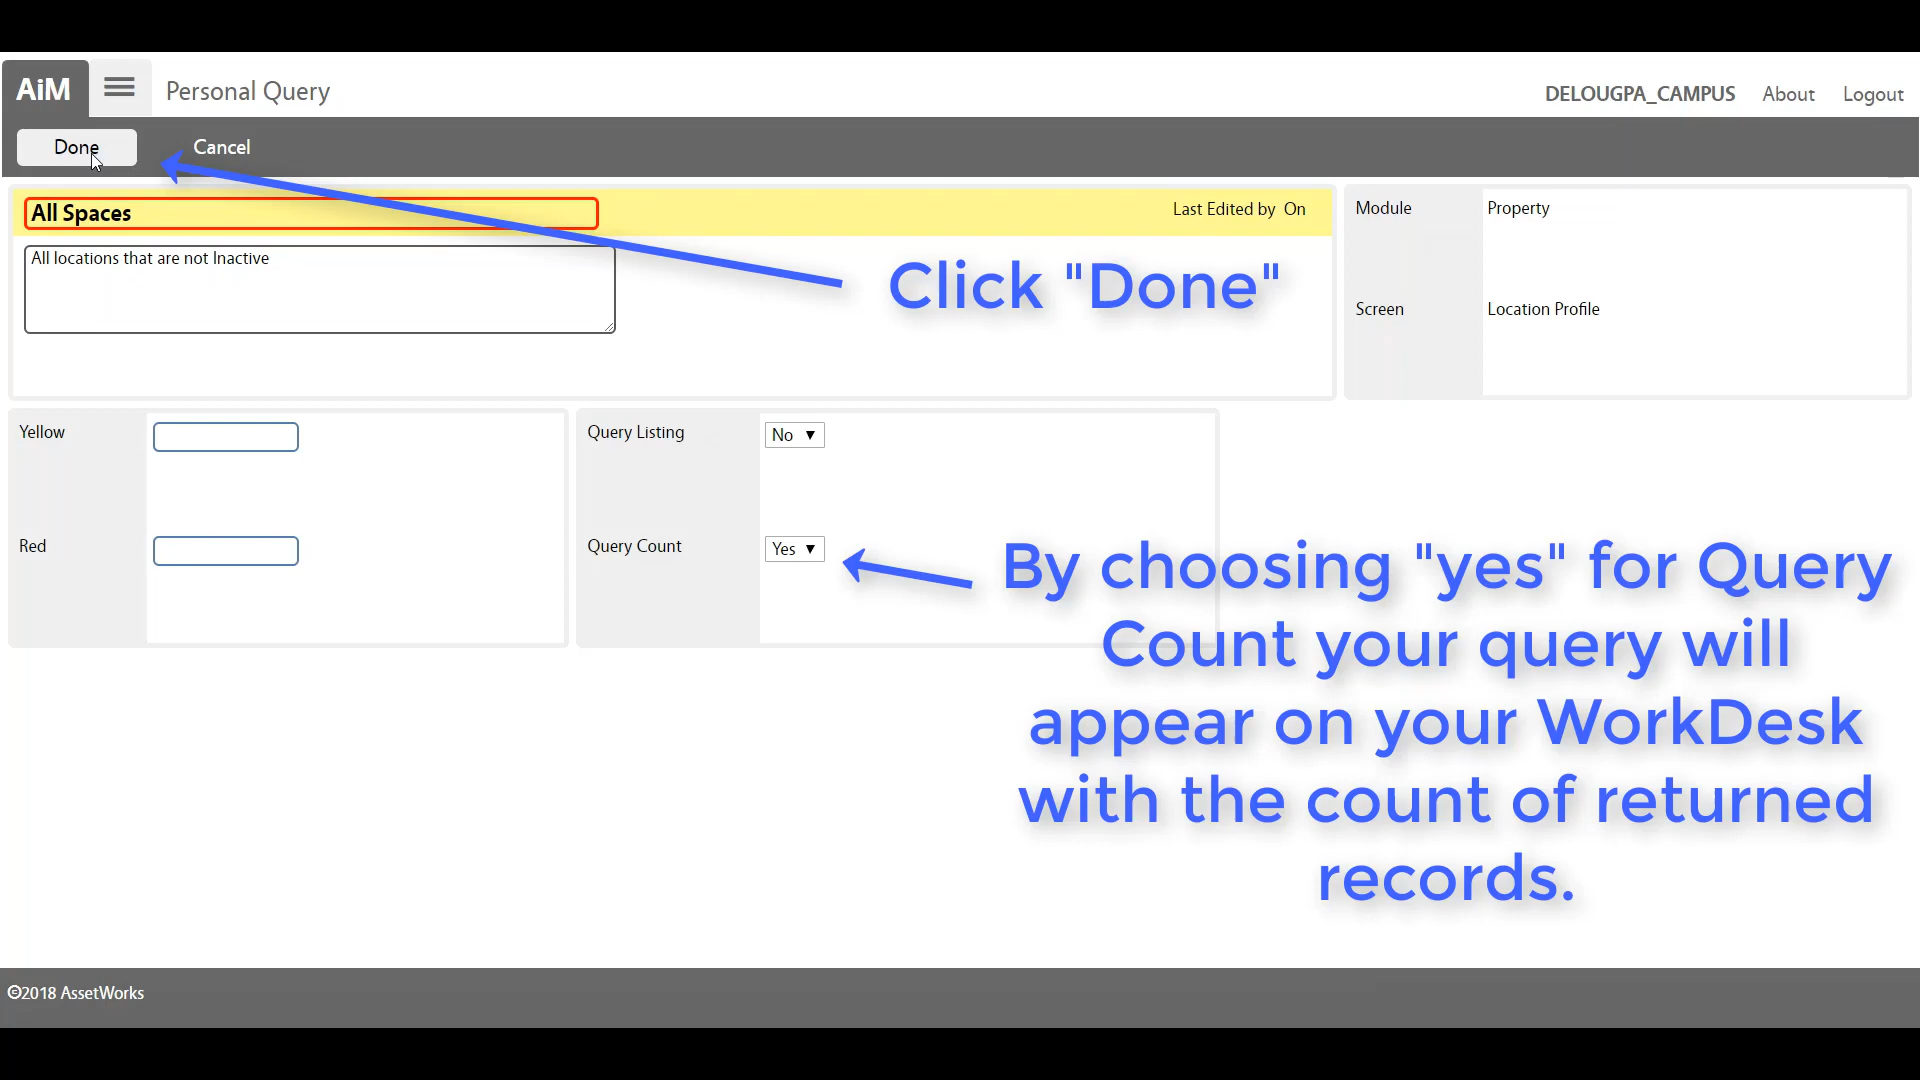 AiM
Personal Query
DELOUGPA_CAMPUS About Logout
Done Cancel
All Spaces
Last Edited by On
All locations that are not Inactive
Module Property
Screen Location Profile
Click "Done"
Yellow
Red
Query Listing No
Query Count Yes
By choosing "yes" for Query
Count your query will
appear on your WorkDesk
with the count of returned
records.
©2018 AssetWorks